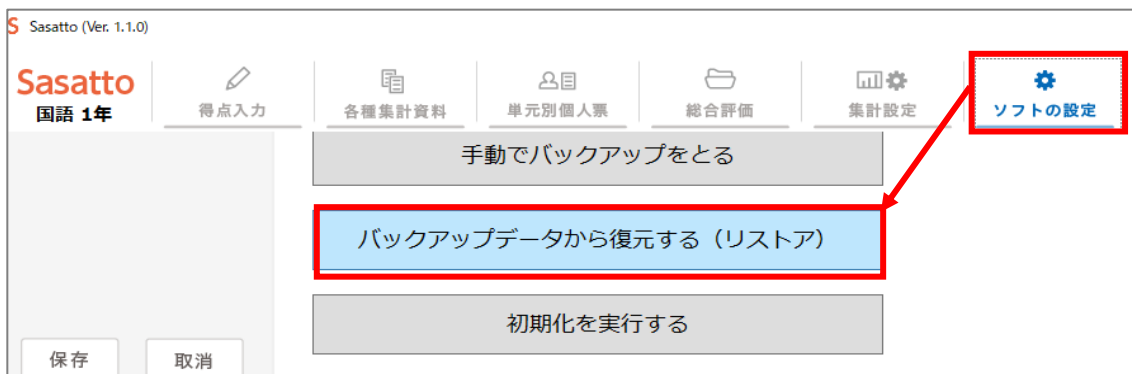 S Sasatto (Ver. 1.1.0)
Sasatto
国語 1年
得点入力
各種集計資料
単元別個人票
総合評価
集計設定
ソフトの設定
手動でバックアップをとる
バックアップデータから復元する（リストア）
初期化を実行する
保存
取消